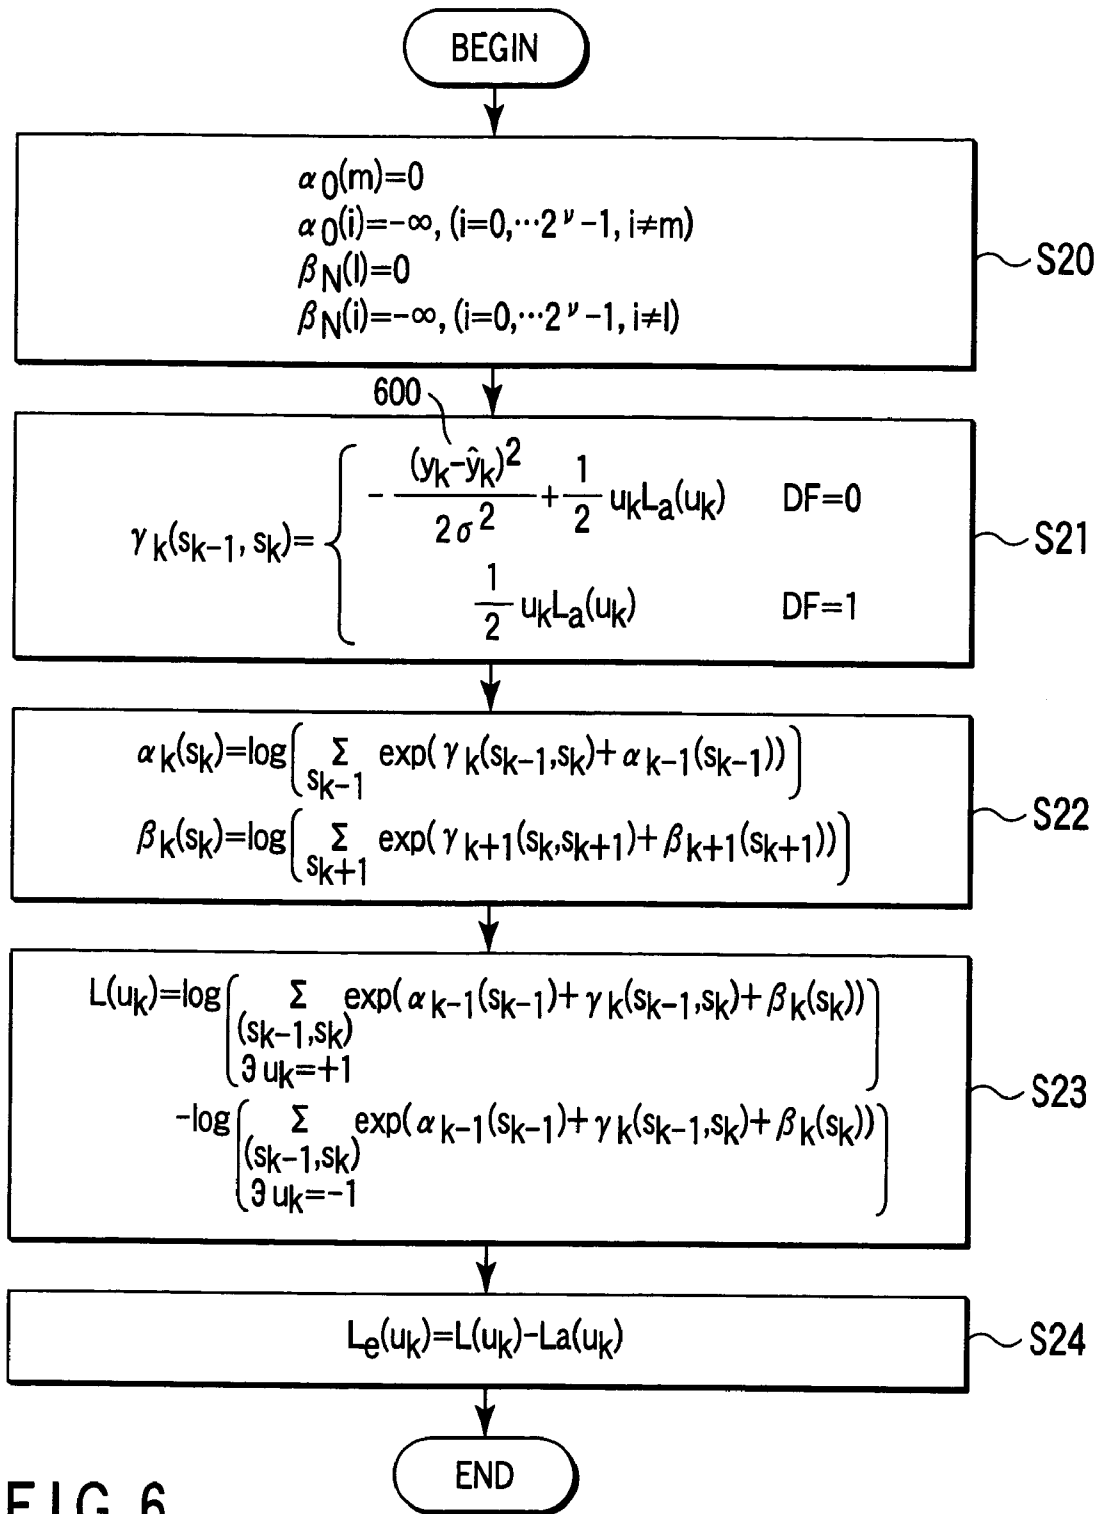 BEGIN
α0(m)=0
α0(i)=-∞, (i=0,···2^ν-1, i≠m)
βN(l)=0
βN(i)=-∞, (i=0,···2^ν-1, i≠l)
S20
600
γk(sk-1, sk)= { -(yk-ŷk)²/2σ² + 1/2 ukLa(uk) DF=0
1/2 ukLa(uk) DF=1
S21
αk(sk)=log( Σ sk-1 exp(γk(sk-1,sk)+αk-1(sk-1)))
βk(sk)=log( Σ sk+1 exp(γk+1(sk,sk+1)+βk+1(sk+1)))
S22
L(uk)=log( Σ exp(αk-1(sk-1)+γk(sk-1,sk)+βk(sk)))
(sk-1,sk)
∋uk=+1
-log( Σ exp(αk-1(sk-1)+γk(sk-1,sk)+βk(sk)))
(sk-1,sk)
∋uk=-1
S23
Le(uk)=L(uk)-La(uk)
S24
END
FIG. 6